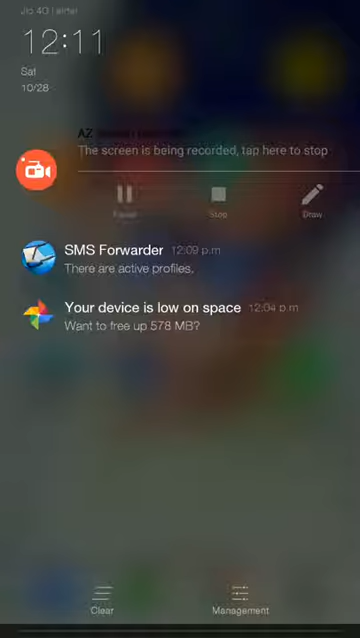 Jio 4G | airtel
12:11
Sat
10/28
AZ
The screen is being recorded, tap here to stop
Pause
Stop
Draw
SMS Forwarder 12:09 p.m
There are active profiles.
Your device is low on space 12:04 p.m
Want to free up 578 MB?
Clear
Management